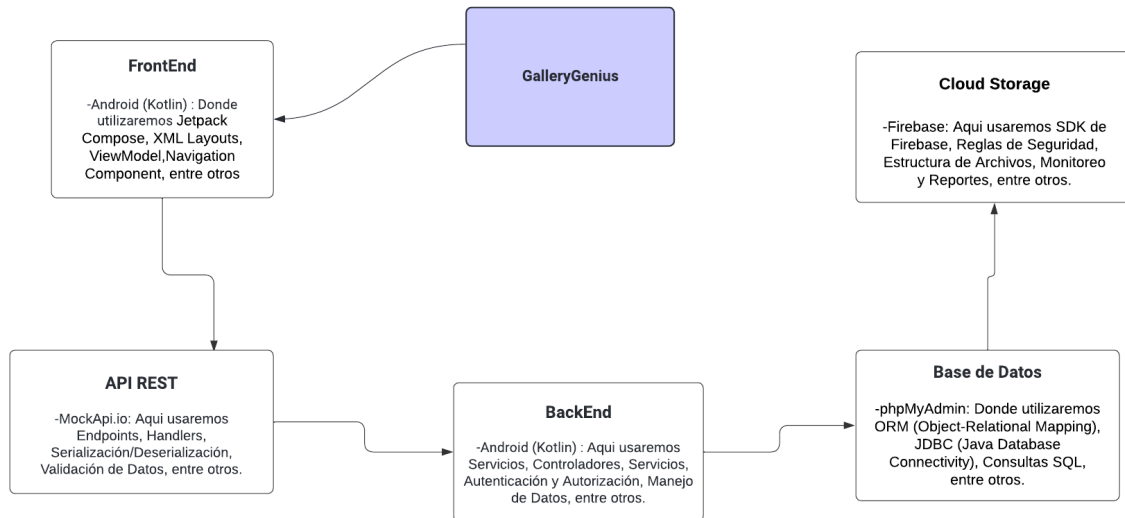 GalleryGenius
FrontEnd
-Android (Kotlin) : Donde
utilizaremos Jetpack
Compose, XML Layouts,
ViewModel,Navigation
Component, entre otros
Cloud Storage
-Firebase: Aqui usaremos SDK de
Firebase, Reglas de Seguridad,
Estructura de Archivos, Monitoreo
y Reportes, entre otros.
API REST
-MockApi.io: Aqui usaremos
Endpoints, Handlers,
Serialización/Deserialización,
Validación de Datos, entre otros.
BackEnd
-Android (Kotlin) : Aqui usaremos
Servicios, Controladores, Servicios,
Autenticación y Autorización, Manejo
de Datos, entre otros.
Base de Datos
-phpMyAdmin: Donde utilizaremos
ORM (Object-Relational Mapping),
JDBC (Java Database
Connectivity), Consultas SQL,
entre otros.